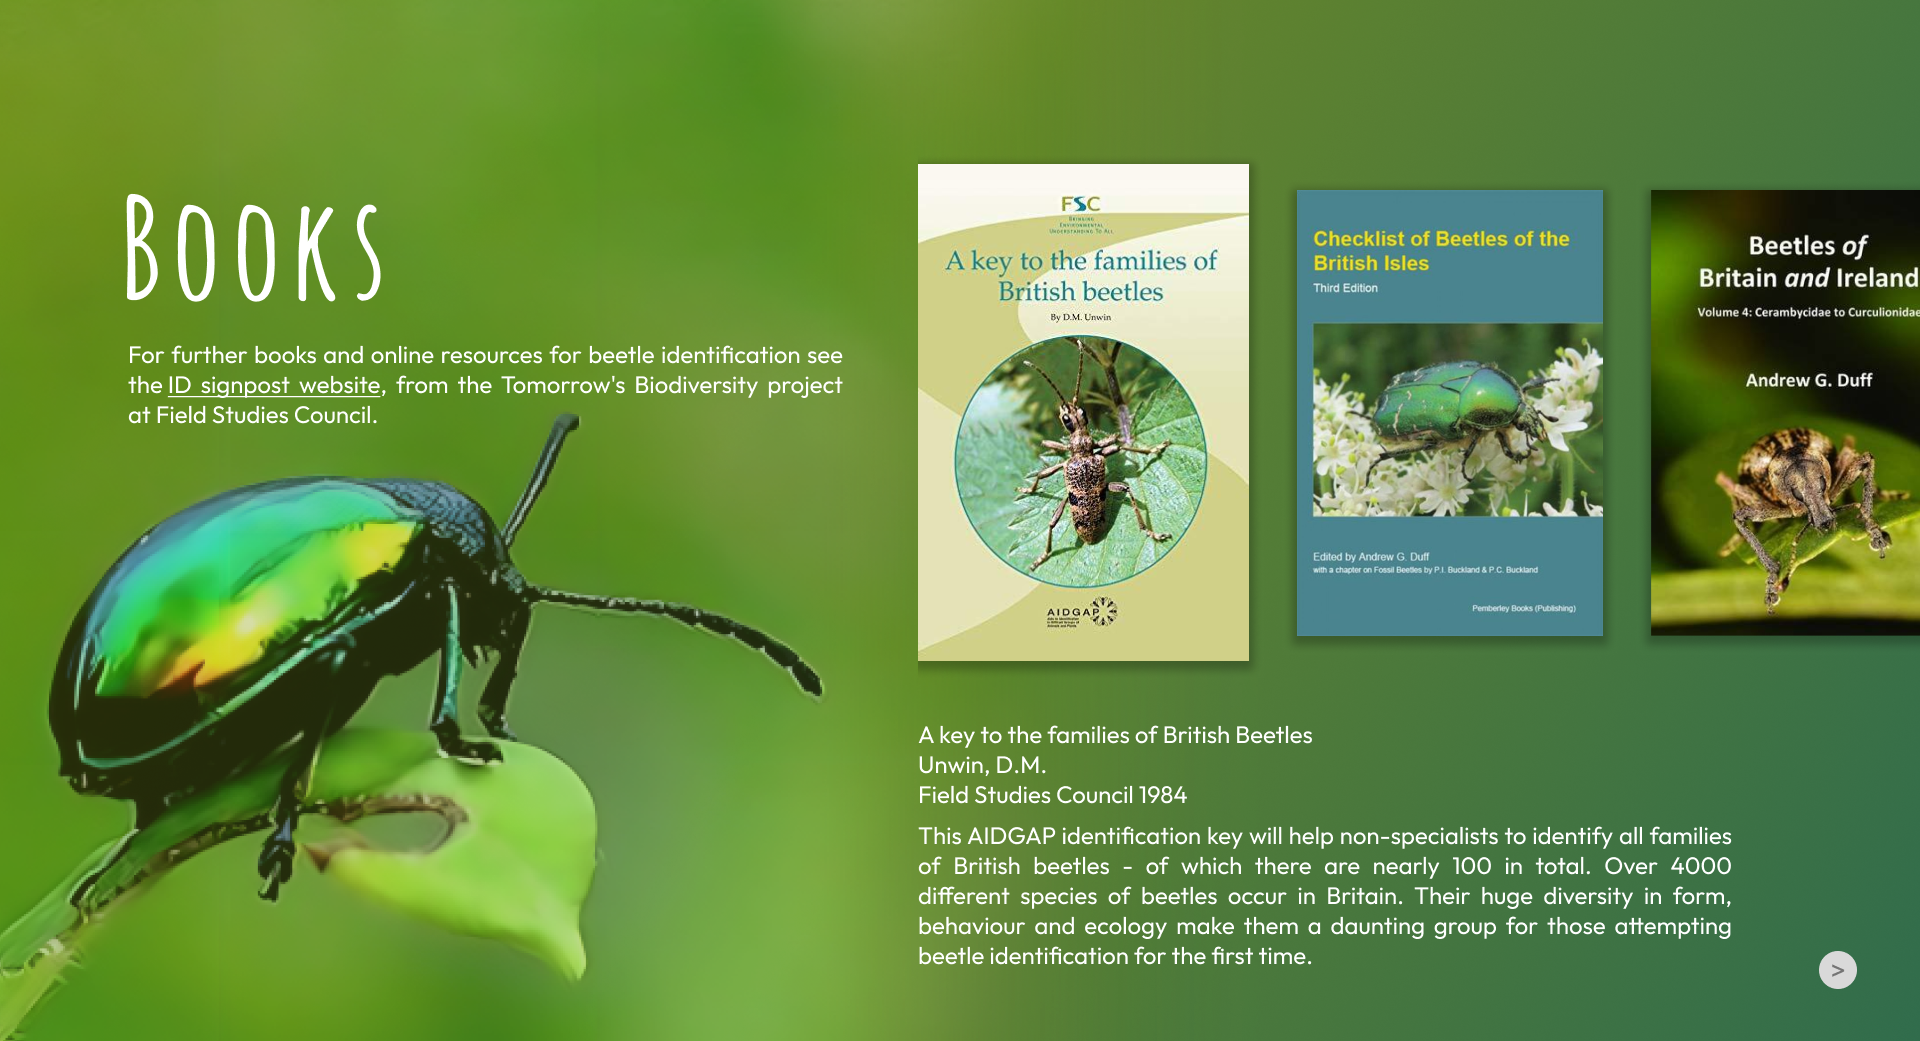 Books
For further books and online resources for beetle identification see
the ID signpost website, from the Tomorrow's Biodiversity project
at Field Studies Council.
FSC
Bringing
Environmental
Understanding To All
A key to the families of
British beetles
By D.M. Unwin
AIDGAP
Checklist of Beetles of the
British Isles
Third Edition
Edited by Andrew G. Duff
with a chapter on Fossil Beetles by P.I. Buckland & P.C. Buckland
Pemberley Books (Publishing)
Beetles of
Britain and Ireland
Volume 4: Cerambycidae to Curculionidae
Andrew G. Duff
A key to the families of British Beetles
Unwin, D.M.
Field Studies Council 1984
This AIDGAP identification key will help non-specialists to identify all families
of British beetles - of which there are nearly 100 in total. Over 4000
different species of beetles occur in Britain. Their huge diversity in form,
behaviour and ecology make them a daunting group for those attempting
beetle identification for the first time.
>